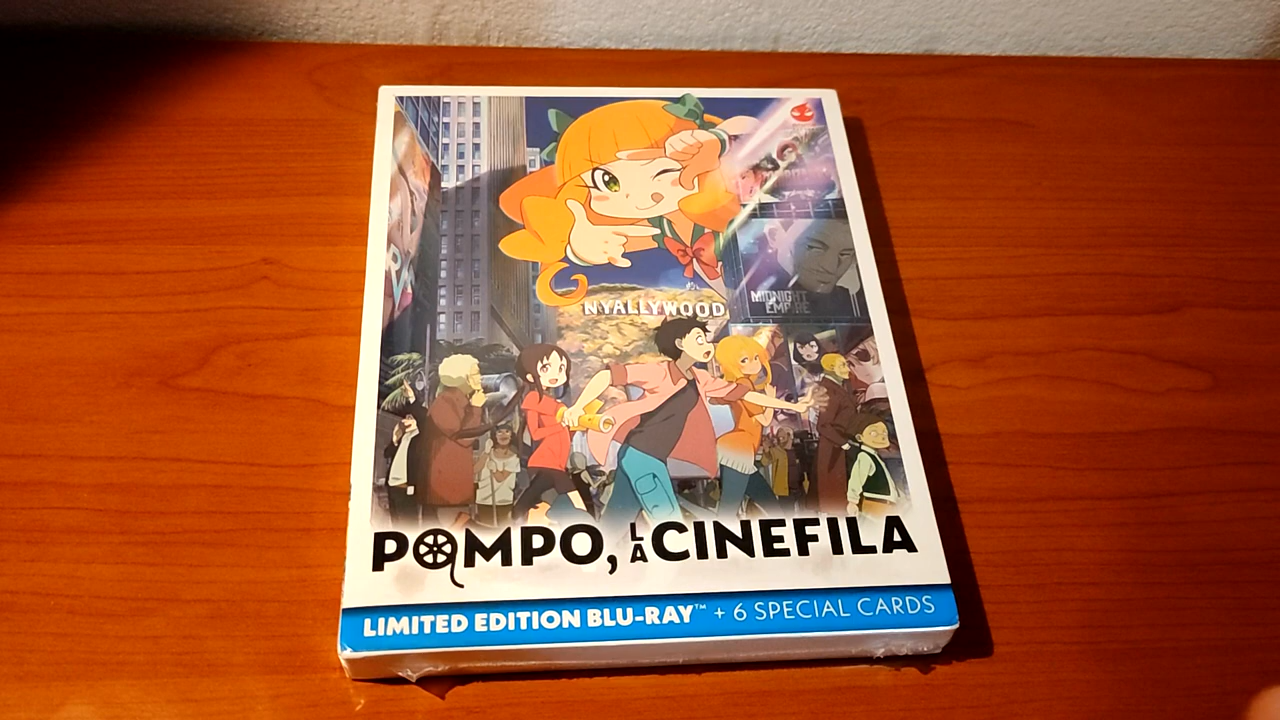 NYALLYWOOD
MIDNIGHT
EMPIRE
POMPO, LA CINEFILA
LIMITED EDITION BLU-RAY™ + 6 SPECIAL CARDS